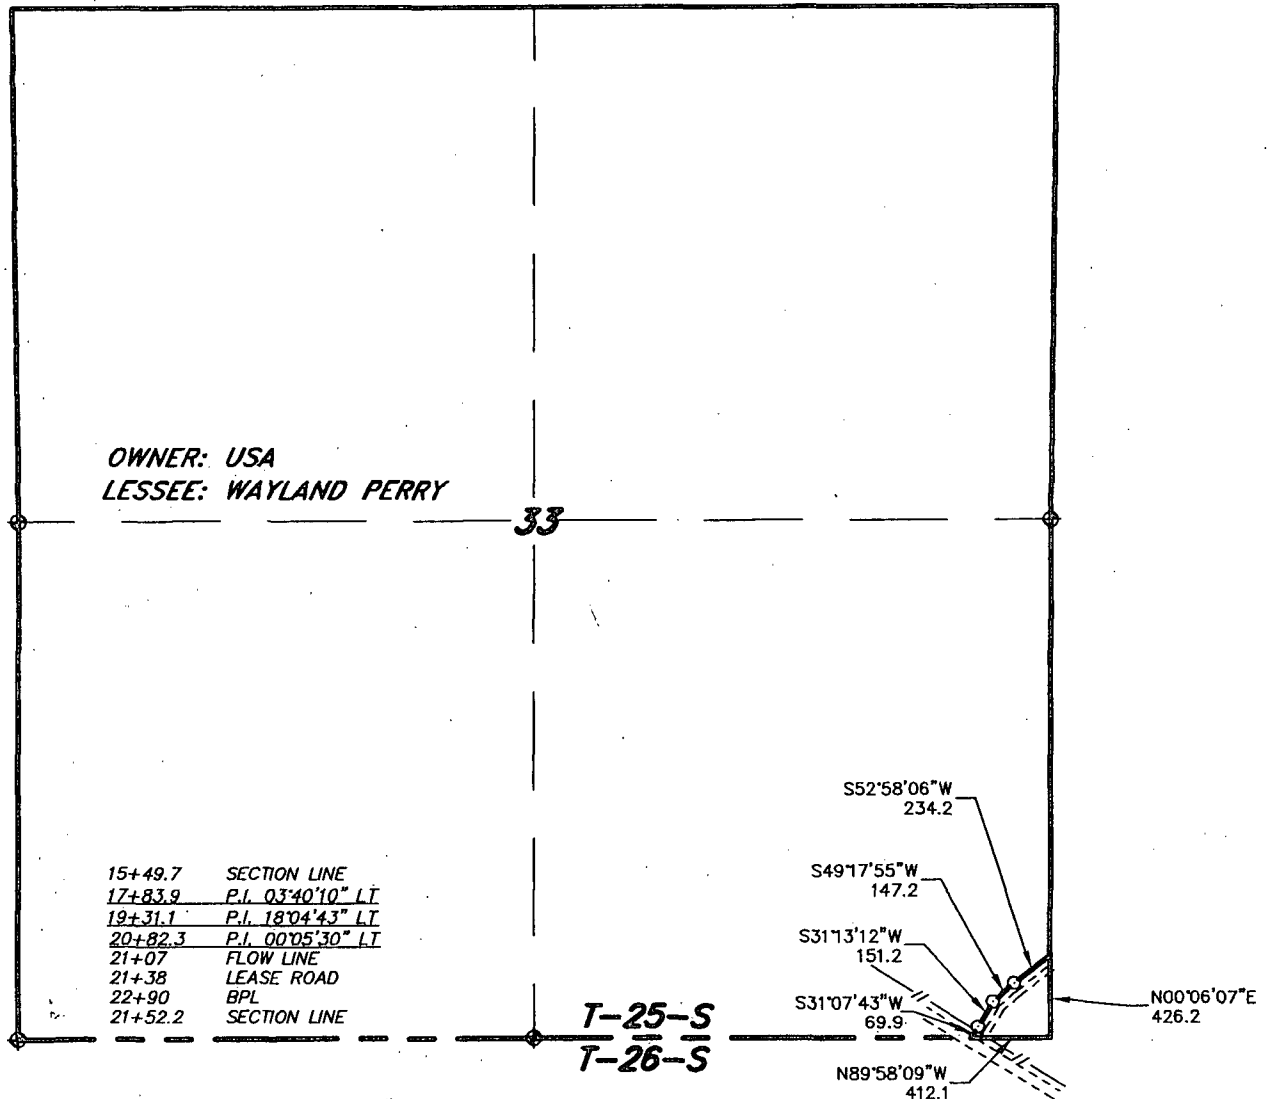 OWNER: USA
LESSEE: WAYLAND PERRY
33
S52°58'06"W
234.2
S49°17'55"W
147.2
S31°13'12"W
151.2
S31°07'43"W
69.9
N00°06'07"E
426.2
N89°58'09"W
412.1
15+49.7 SECTION LINE
17+83.9 P.I. 03°40'10" LT
19+31.1 P.I. 18°04'43" LT
20+82.3 P.I. 00°05'30" LT
21+07 FLOW LINE
21+38 LEASE ROAD
22+90 BPL
21+52.2 SECTION LINE
T-25-S
T-26-S